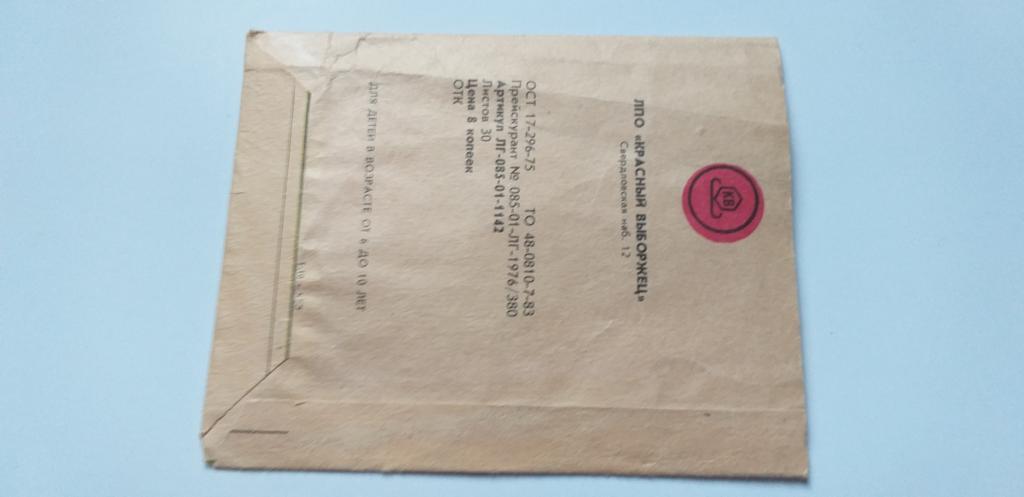 КВ
ЛПО «КРАСНЫЙ ВЫБОРЖЕЦ»
Свердловская наб. 12
ОСТ 17-296-75 ТО 48-0810-7-83
Прейскурант № 085-01-ЛГ-1976/380
Артикул ЛГ-085-01-1142
Листов 30
Цена 8 копеек
ОТК
ДЛЯ ДЕТЕЙ В ВОЗРАСТЕ ОТ 6 ДО 10 ЛЕТ